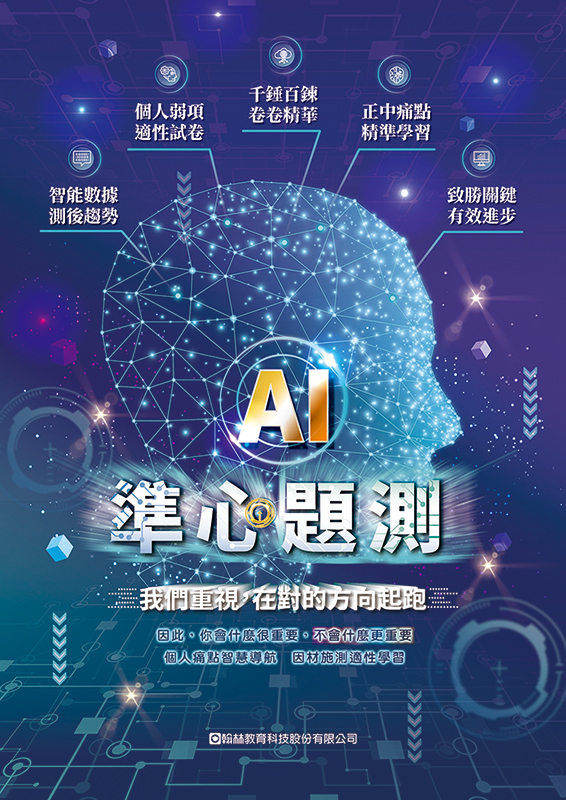 千錘百鍊
卷卷精華
個人弱項
適性試卷
正中痛點
精準學習
智能數據
測後趨勢
致勝關鍵
有效進步
AI
準心題測
我們重視，在對的方向起跑
因此，你會什麼很重要，不會什麼更重要
個人痛點智慧導航 因材施測適性學習
翰林教育科技股份有限公司